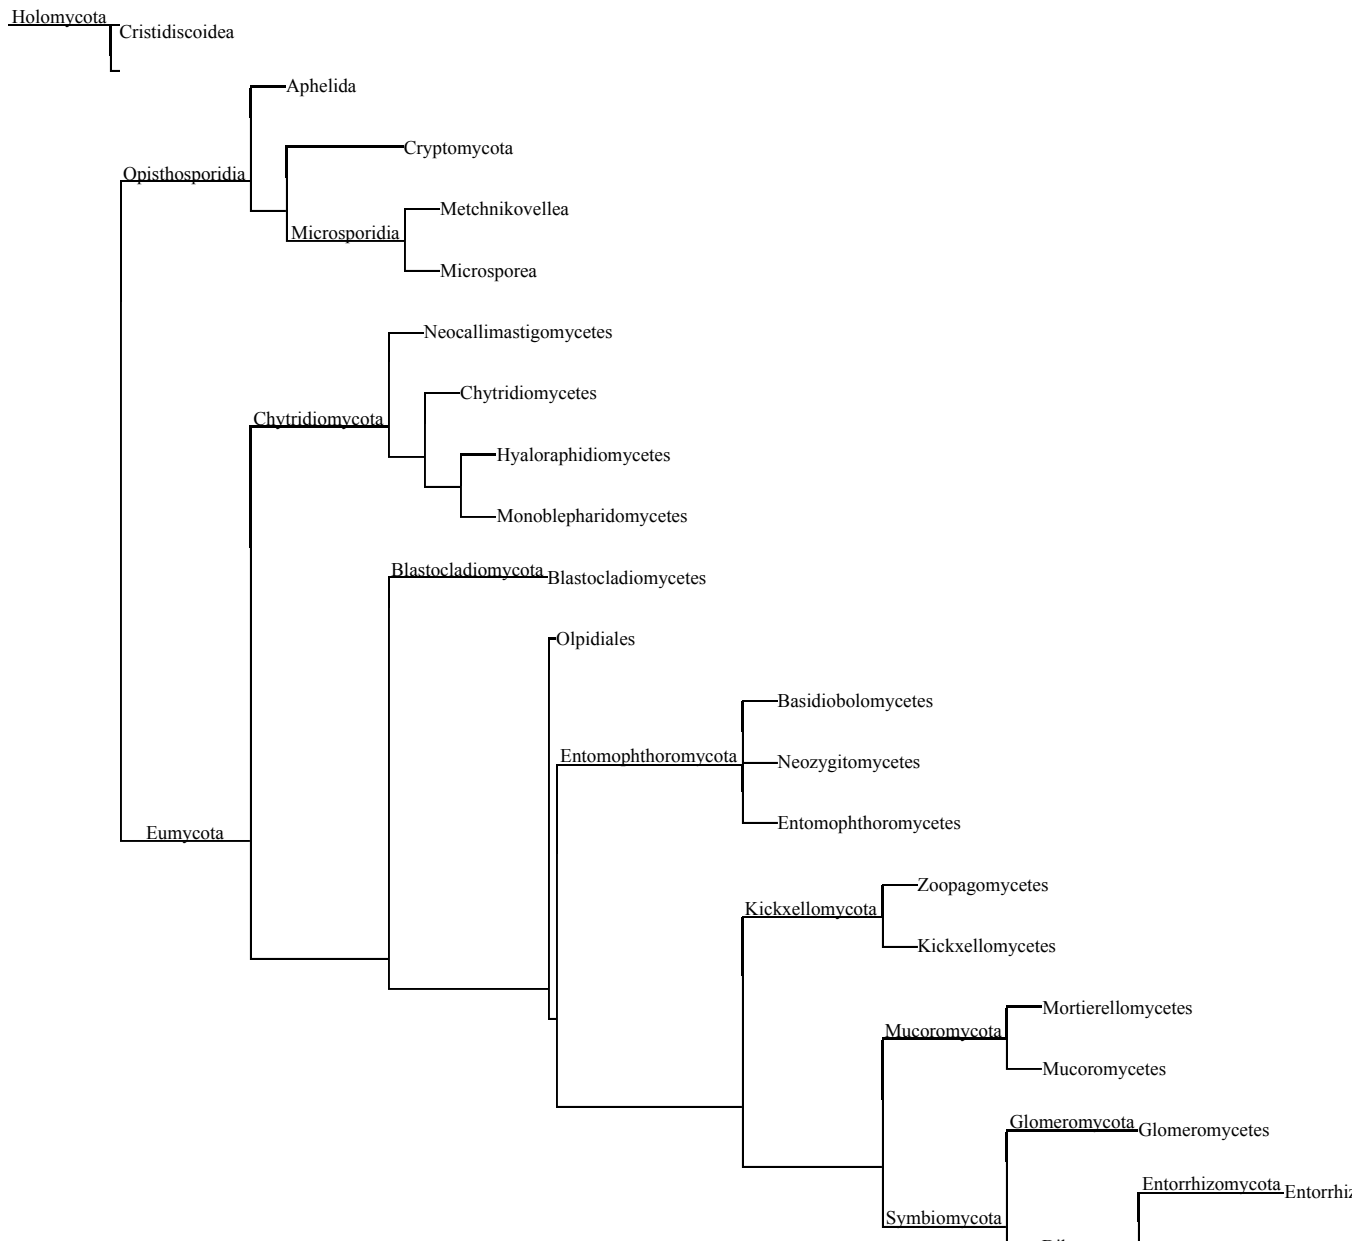 Holomycota
Cristidiscoidea
Aphelida
Cryptomycota
Opisthosporidia
Metchnikovellea
Microsporidia
Microsporea
Neocallimastigomycetes
Chytridiomycetes
Chytridiomycota
Hyaloraphidiomycetes
Monoblepharidomycetes
Blastocladiomycota
Blastocladiomycetes
Olpidiales
Basidiobolomycetes
Entomophthoromycota
Neozygitomycetes
Entomophthoromycetes
Eumycota
Zoopagomycetes
Kickxellomycota
Kickxellomycetes
Mortierellomycetes
Mucoromycota
Mucoromycetes
Glomeromycota
Glomeromycetes
Entorrhizomycota
Symbiomycota